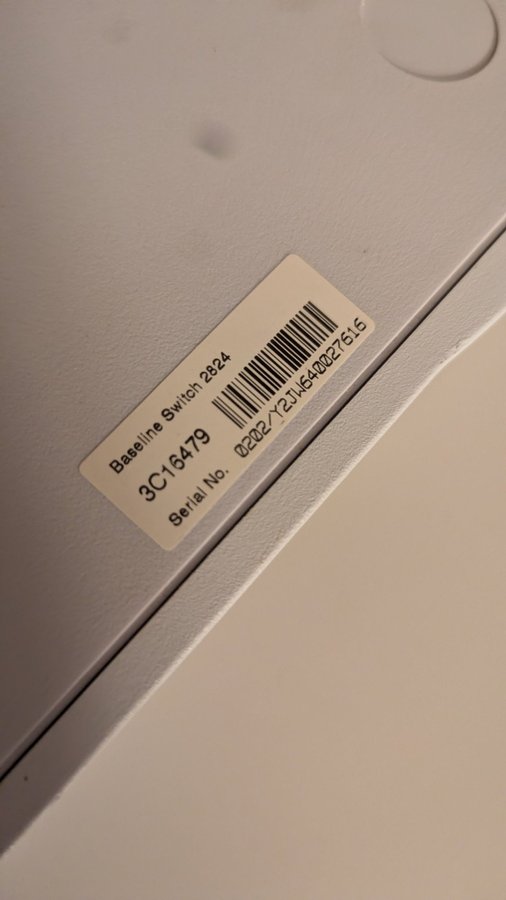 Baseline Switch 2824
3C16479
Serial No. 0202/Y2JW640027616